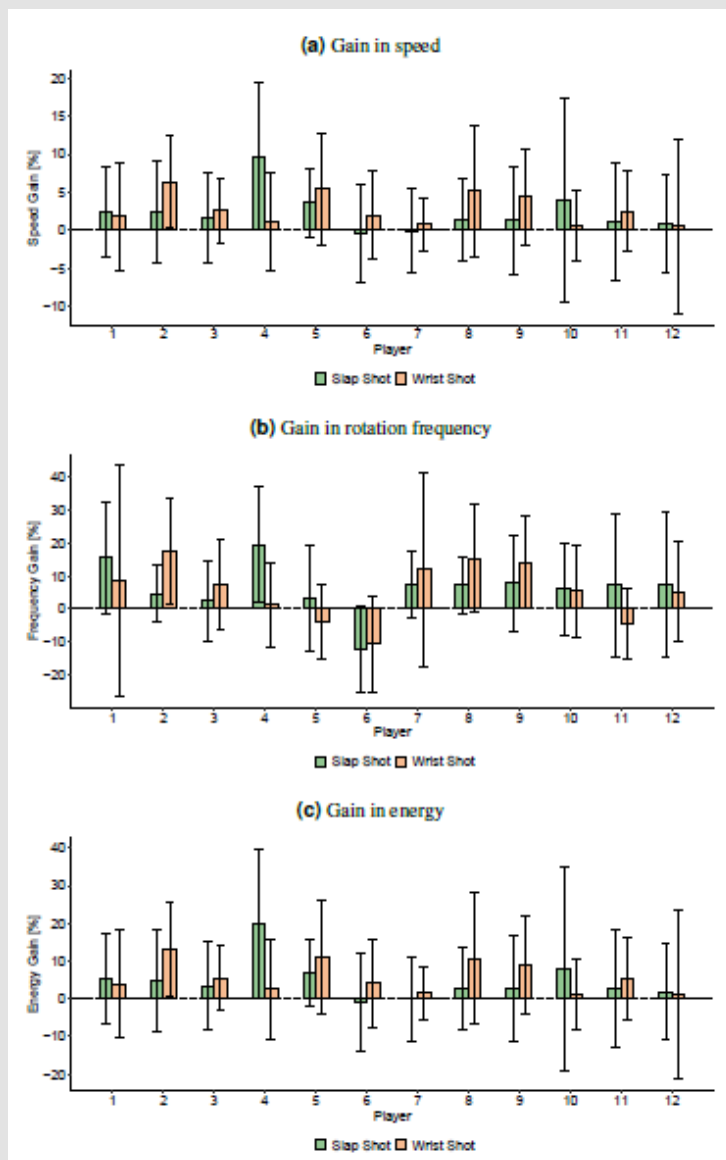 (a) Gain in speed
Speed Gain [%]
20
15
10
5
0
−5
−10
1 2 3 4 5 6 7 8 9 10 11 12
Player
Slap Shot Wrist Shot
(b) Gain in rotation frequency
Frequency Gain [%]
40
30
20
10
0
−10
−20
1 2 3 4 5 6 7 8 9 10 11 12
Player
Slap Shot Wrist Shot
(c) Gain in energy
Energy Gain [%]
40
30
20
10
0
−10
−20
1 2 3 4 5 6 7 8 9 10 11 12
Player
Slap Shot Wrist Shot